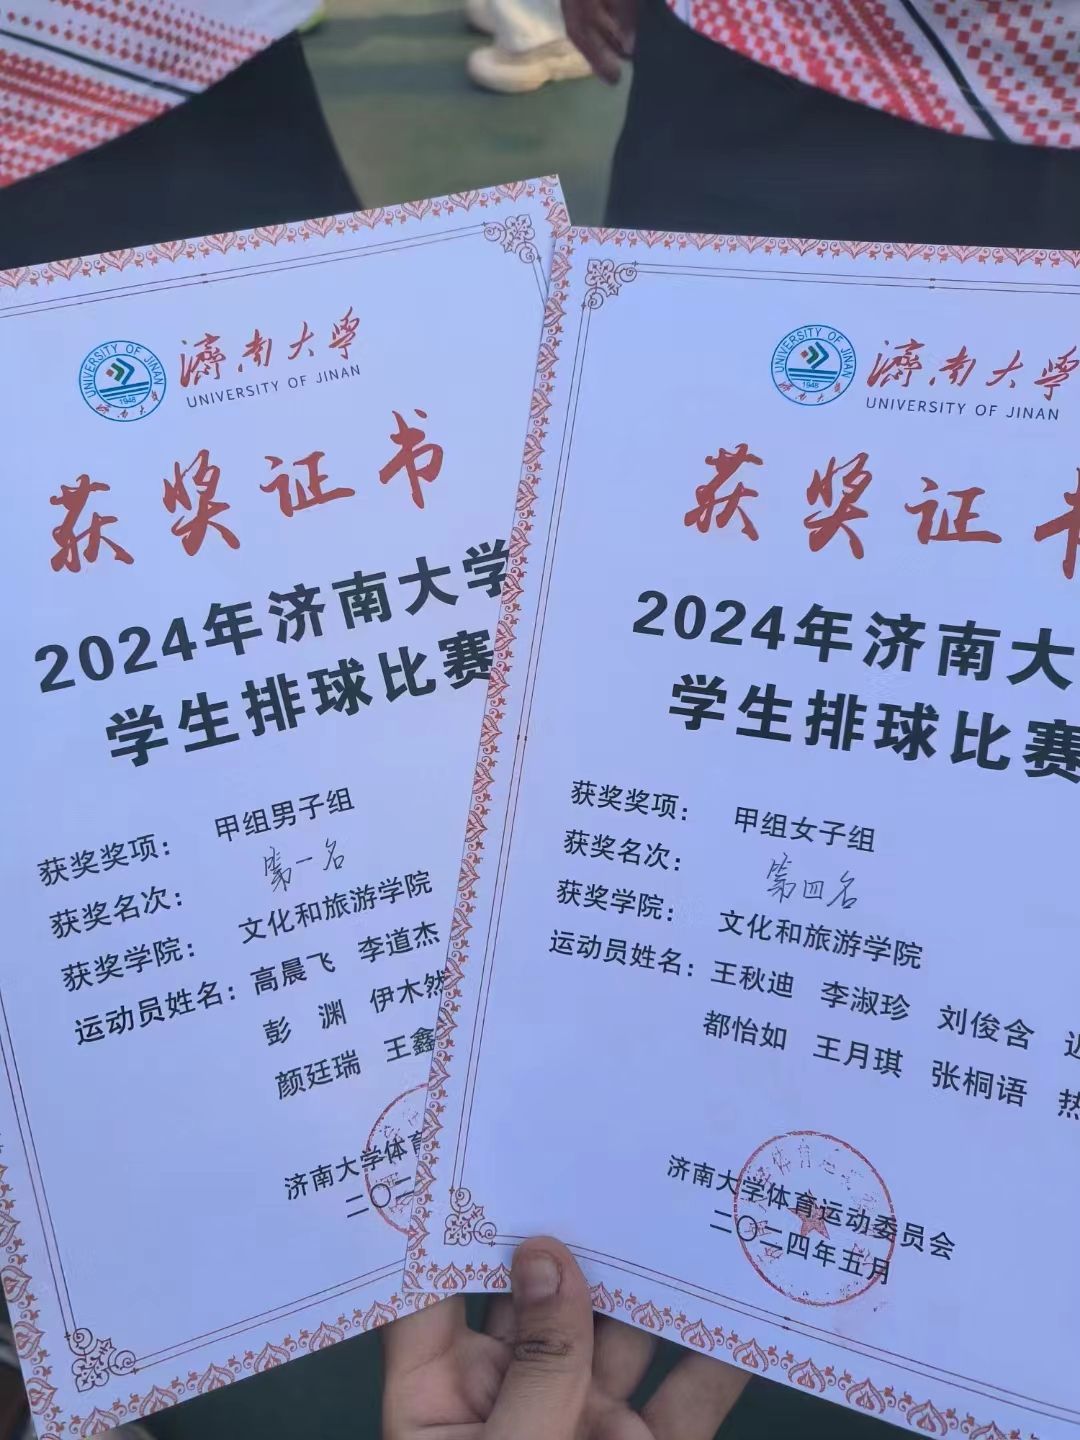 UNIVERSITY OF JINAN
1948
濟南大學
UNIVERSITY OF JINAN
获奖证书
2024年济南大学
学生排球比赛
获奖奖项： 甲组男子组
获奖名次： 第一名
获奖学院： 文化和旅游学院
运动员姓名： 高晨飞 李道杰
彭 渊 伊木然
颜廷瑞 王鑫
济南大学体育
二〇二
UNIVERSITY OF JINAN
1948
濟南大學
UNIVERSITY OF JINAN
获奖证书
2024年济南大
学生排球比赛
获奖奖项： 甲组女子组
获奖名次： 第四名
获奖学院： 文化和旅游学院
运动员姓名： 王秋迪 李淑珍 刘俊含
都怡如 王月琪 张桐语 热
济南大学体育运动委员会
二〇二四年五月